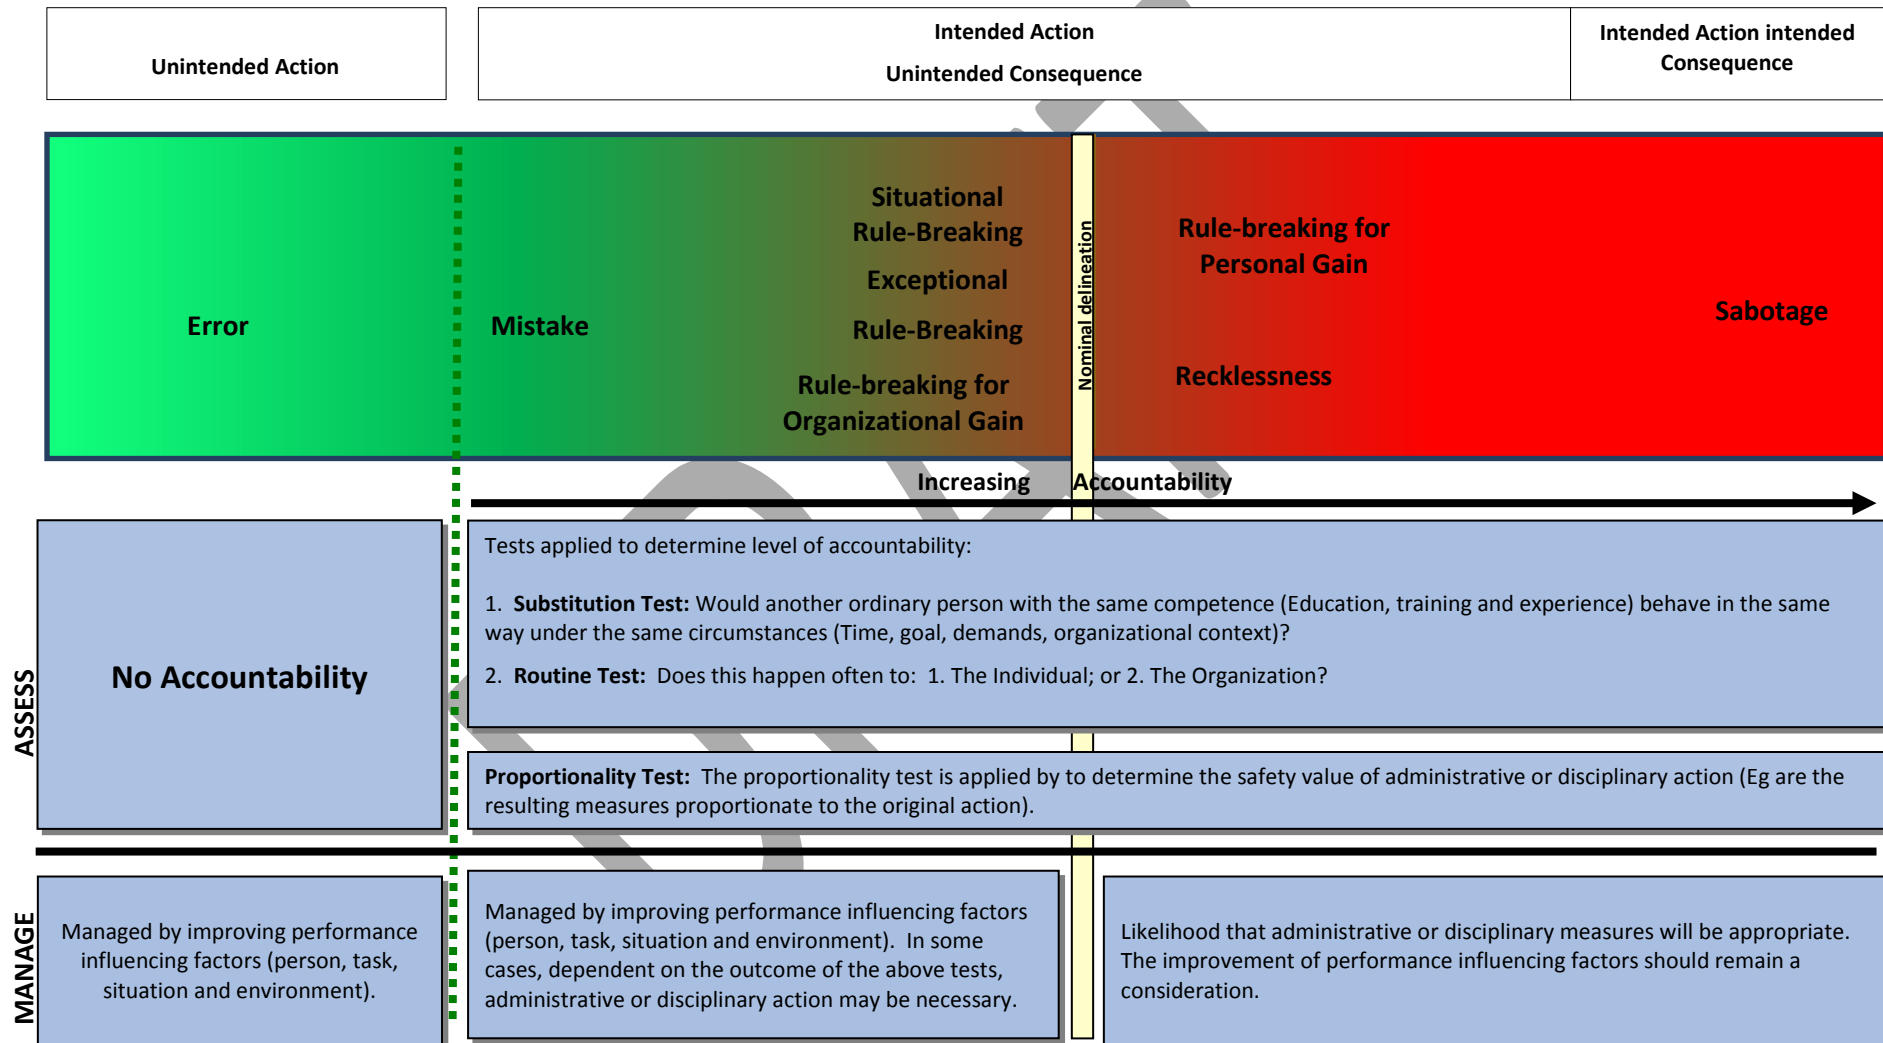 Unintended Action
Intended Action
Unintended Consequence
Intended Action intended
Consequence
Error
Mistake
Situational
Rule-Breaking
Exceptional
Rule-Breaking
Rule-breaking for
Organizational Gain
Nominal delineation
Rule-breaking for
Personal Gain
Recklessness
Sabotage
Increasing Accountability
ASSESS
No Accountability
Tests applied to determine level of accountability:
1. Substitution Test: Would another ordinary person with the same competence (Education, training and experience) behave in the same
way under the same circumstances (Time, goal, demands, organizational context)?
2. Routine Test: Does this happen often to: 1. The Individual; or 2. The Organization?
Proportionality Test: The proportionality test is applied by to determine the safety value of administrative or disciplinary action (Eg are the
resulting measures proportionate to the original action).
MANAGE
Managed by improving performance
influencing factors (person, task,
situation and environment).
Managed by improving performance influencing factors
(person, task, situation and environment). In some
cases, dependent on the outcome of the above tests,
administrative or disciplinary action may be necessary.
Likelihood that administrative or disciplinary measures will be appropriate.
The improvement of performance influencing factors should remain a
consideration.